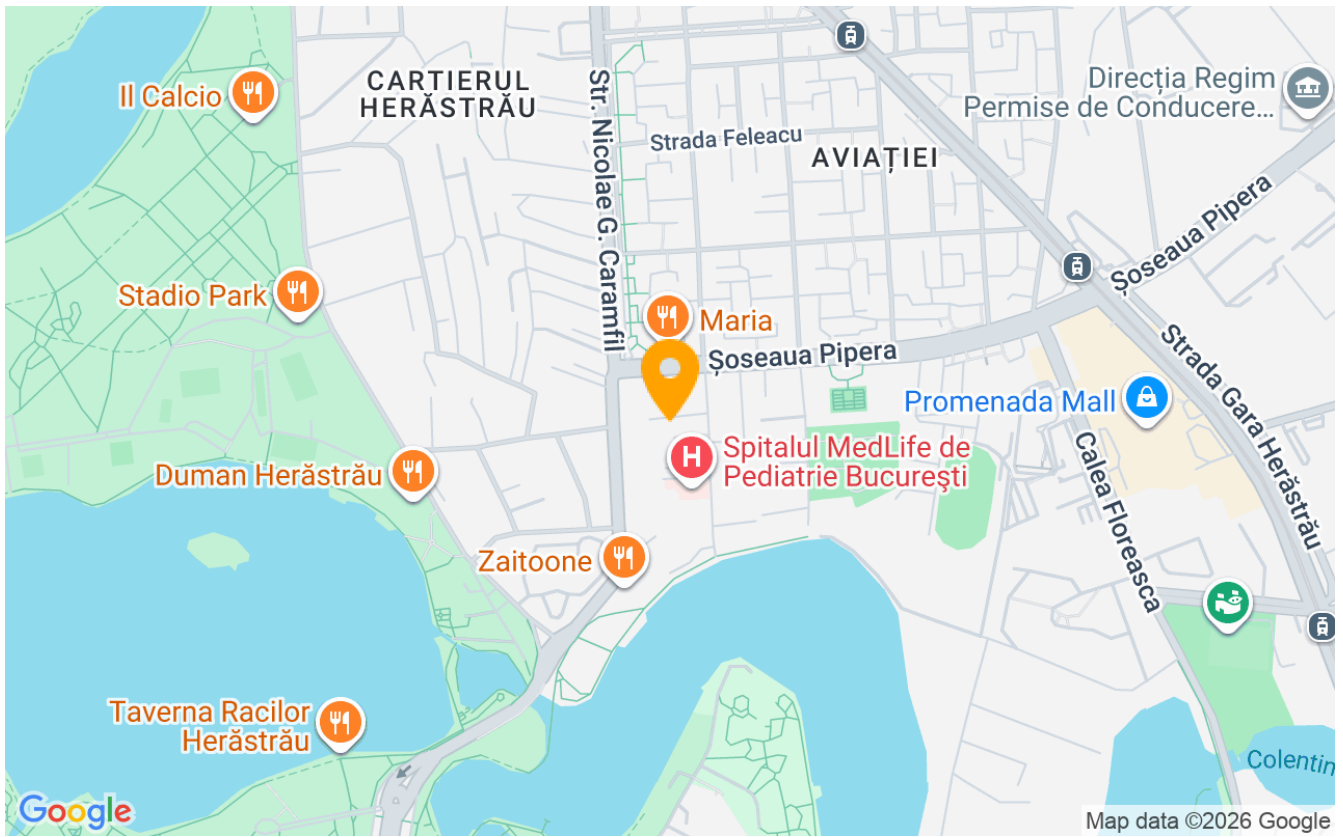 Il Calcio
CARTIERUL
HERĂSTRĂU
Str. Nicolae G. Caramfil
Strada Feleacu
AVIAȚIEI
Direcția Regim
Permise de Conducere...
Șoseaua Pipera
Stadio Park
Maria
Șoseaua Pipera
Strada Gara Herăstrău
Promenada Mall
Calea Floreasca
Duman Herăstrău
H
Spitalul MedLife de
Pediatrie Bucureşti
Zaitoone
Taverna Racilor
Herăstrău
Colentin
Google
Map data ©2026 Google